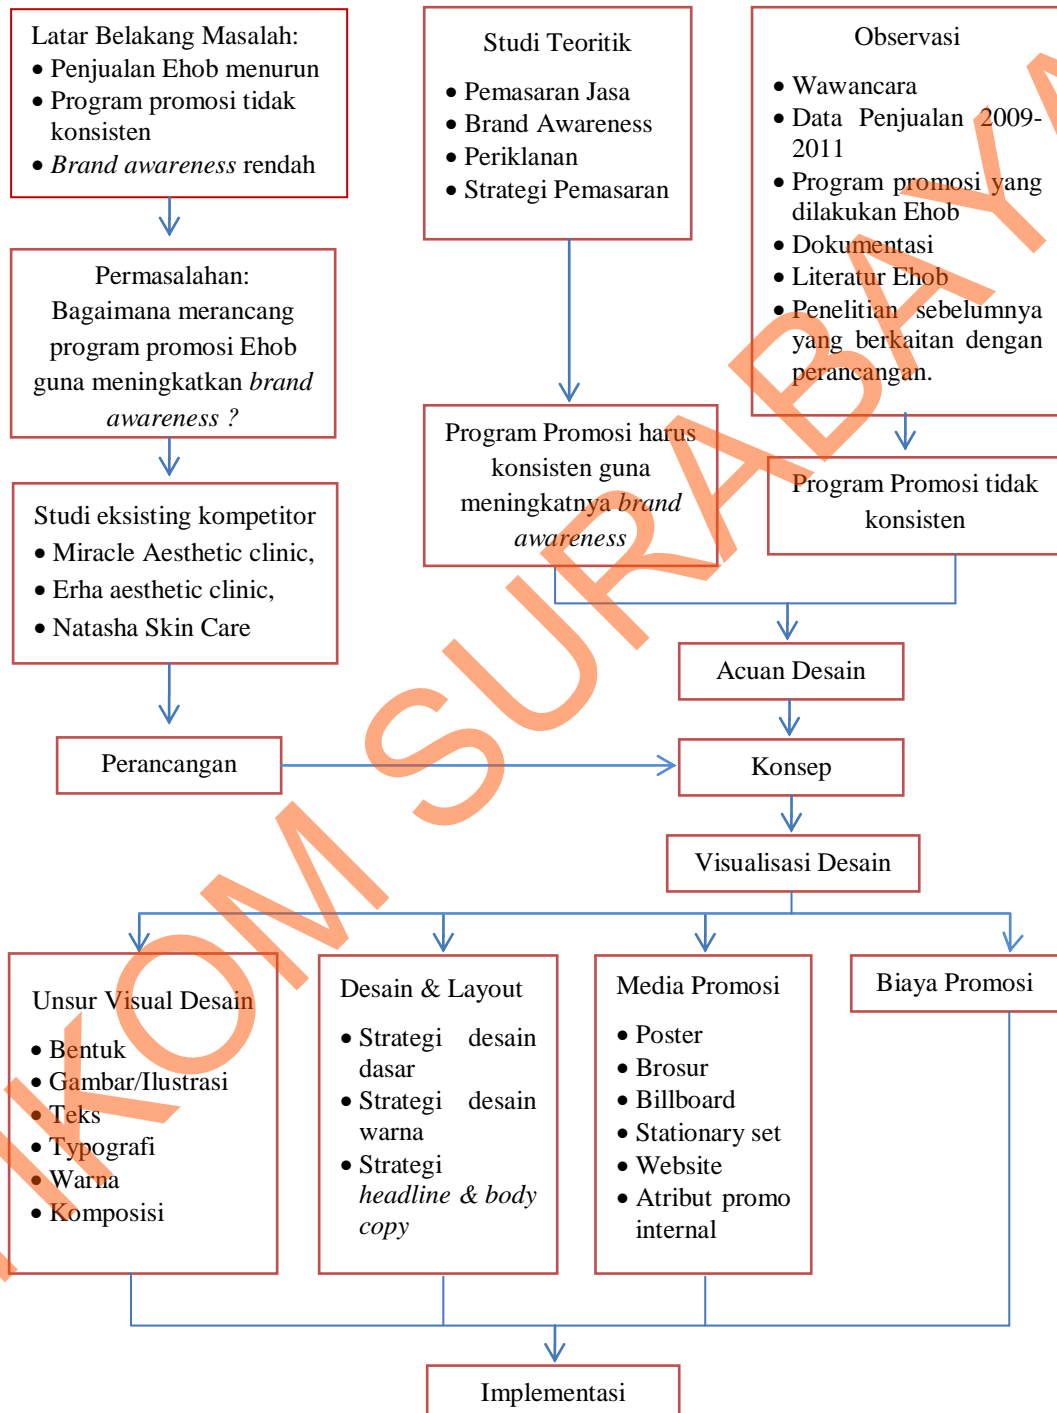 Latar Belakang Masalah:
• Penjualan Ehob menurun
• Program promosi tidak
konsisten
• Brand awareness rendah
Studi Teoritik
• Pemasaran Jasa
• Brand Awareness
• Periklanan
• Strategi Pemasaran
Observasi
• Wawancara
• Data Penjualan 2009-
2011
• Program promosi yang
dilakukan Ehob
• Dokumentasi
• Literatur Ehob
• Penelitian sebelumnya
yang berkaitan dengan
perancangan.
Permasalahan:
Bagaimana merancang
program promosi Ehob
guna meningkatkan brand
awareness ?
Program Promosi harus
konsisten guna
meningkatnya brand
awareness
Program Promosi tidak
konsisten
Studi eksisting kompetitor
• Miracle Aesthetic clinic,
• Erha aesthetic clinic,
• Natasha Skin Care
Acuan Desain
Perancangan
Konsep
Visualisasi Desain
Unsur Visual Desain
• Bentuk
• Gambar/Ilustrasi
• Teks
• Typografi
• Warna
• Komposisi
Desain & Layout
• Strategi desain
dasar
• Strategi desain
warna
• Strategi
headline & body
copy
Media Promosi
• Poster
• Brosur
• Billboard
• Stationary set
• Website
• Atribut promo
internal
Biaya Promosi
Implementasi
IKOM SURABAYA